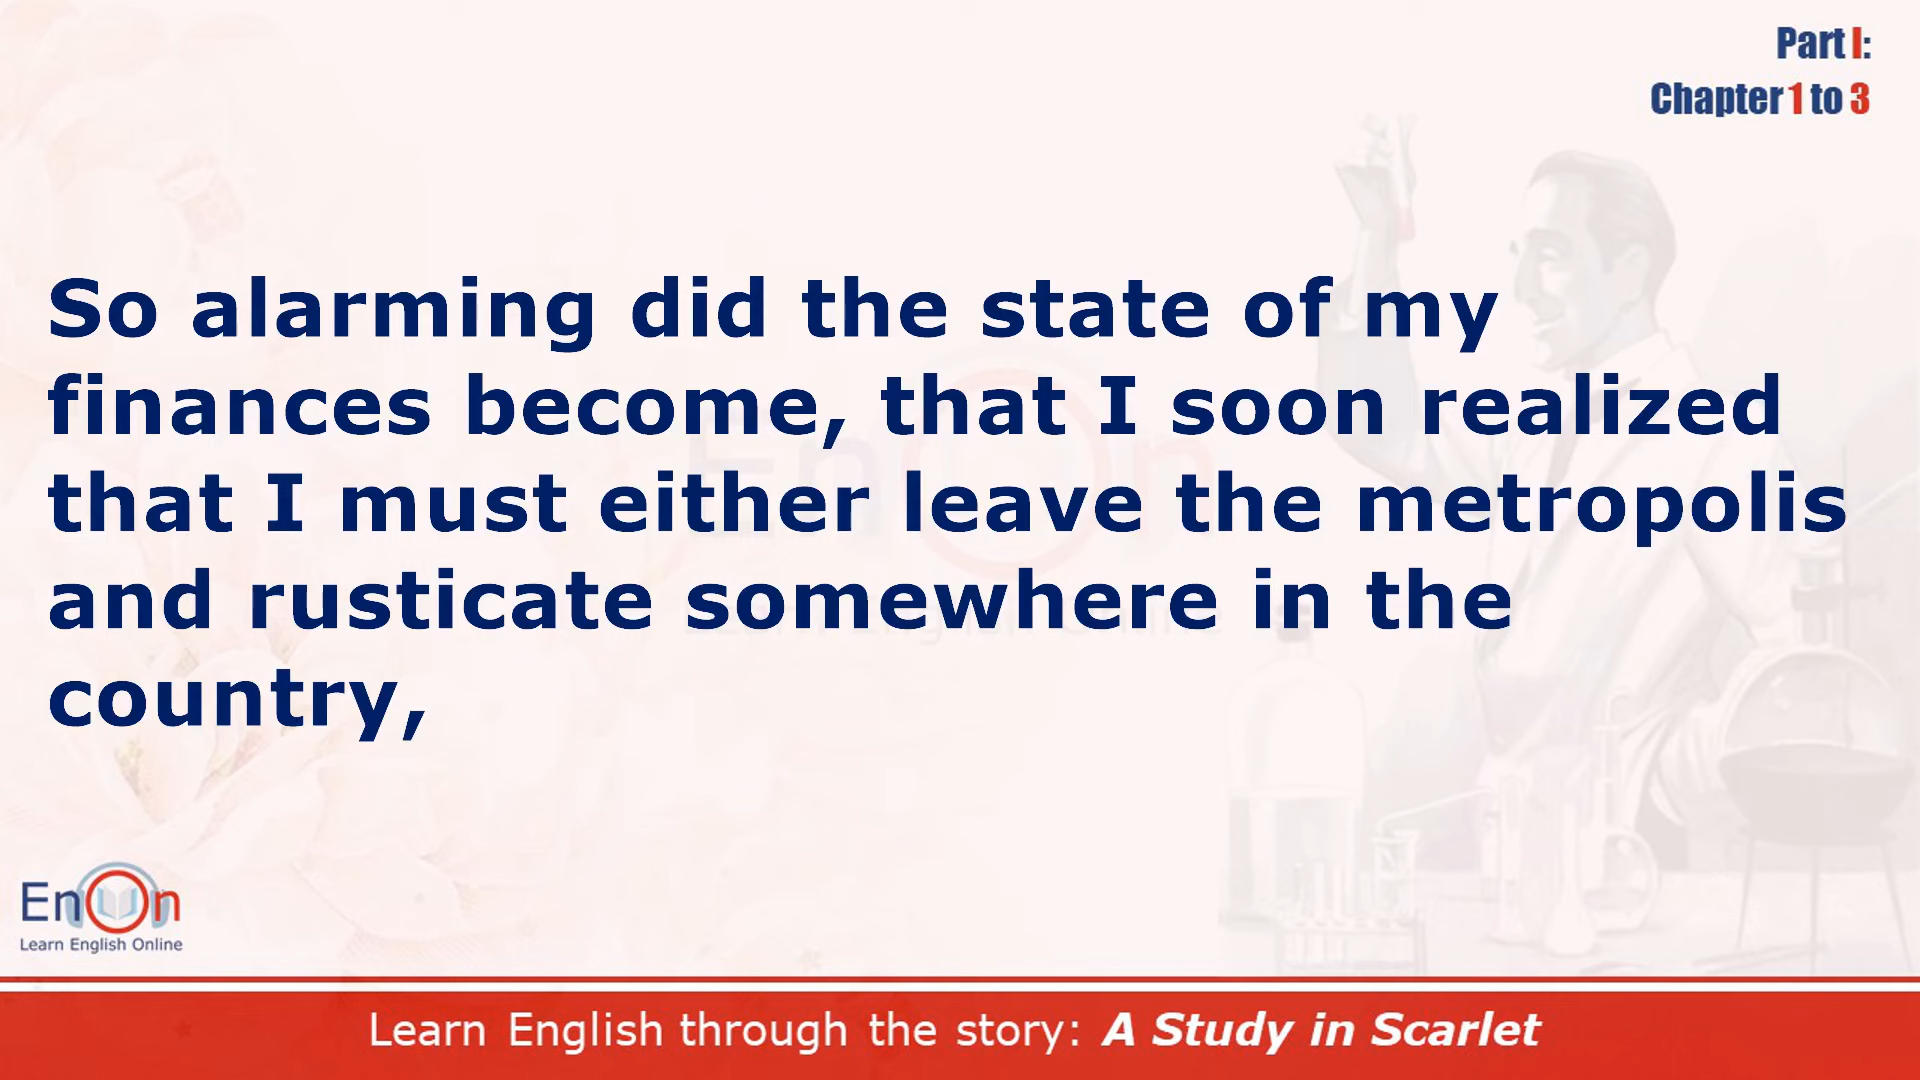 Part I:
Chapter 1 to 3
So alarming did the state of my
finances become, that I soon realized
that I must either leave the metropolis
and rusticate somewhere in the
country,
EnOn
Learn English Online
Learn English through the story: A Study in Scarlet